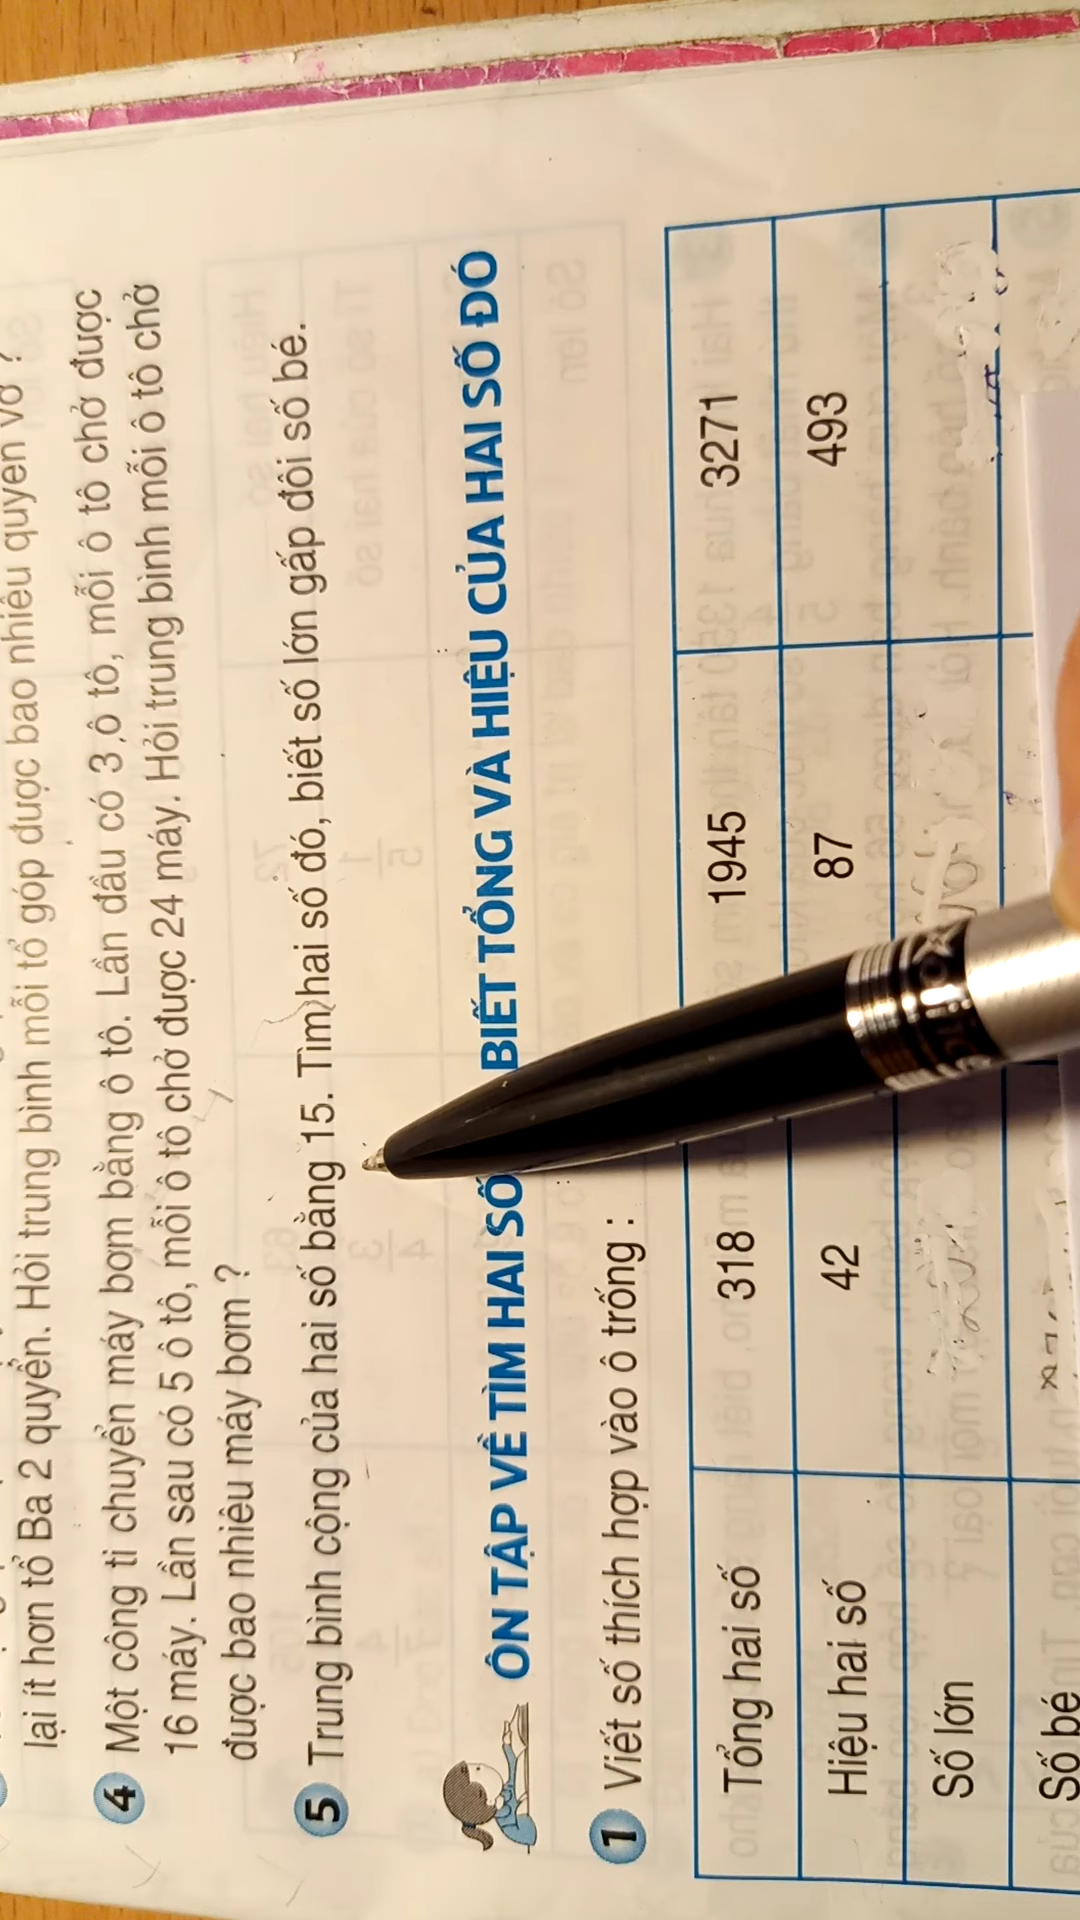 lại ít hơn tổ Ba 2 quyển. Hỏi trung bình mỗi tổ góp được bao nhiêu quyển vở ?
4 Một công ti chuyển máy bơm bằng ô tô. Lần đầu có 3 ô tô, mỗi ô tô chở được
16 máy. Lần sau có 5 ô tô, mỗi ô tô chở được 24 máy. Hỏi trung bình mỗi ô tô chở
được bao nhiêu máy bơm ?
5 Trung bình cộng của hai số bằng 15. Tìm hai số đó, biết số lớn gấp đôi số bé.
ÔN TẬP VỀ TÌM HAI SỐ BIẾT TỔNG VÀ HIỆU CỦA HAI SỐ ĐÓ
1 Viết số thích hợp vào ô trống :
Tổng hai số 318 1945 3271
Hiệu hai số 42 87 493
Số lớn
Số bé